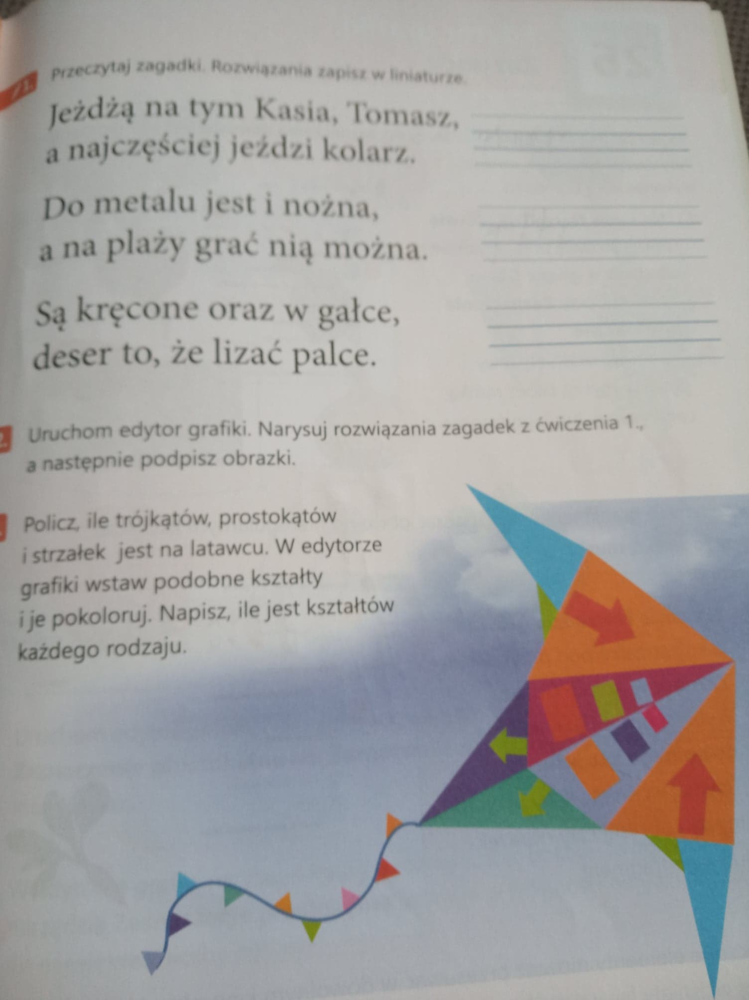 1.
Przeczytaj zagadki. Rozwiązania zapisz w liniaturze.
Jeżdżą na tym Kasia, Tomasz,
a najczęściej jeździ kolarz.
Do metalu jest i nożna,
a na plaży grać nią można.
Są kręcone oraz w gałce,
deser to, że lizać palce.
2.
Uruchom edytor grafiki. Narysuj rozwiązania zagadek z ćwiczenia 1.,
a następnie podpisz obrazki.
Policz, ile trójkątów, prostokątów
i strzałek jest na latawcu. W edytorze
grafiki wstaw podobne kształty
i je pokoloruj. Napisz, ile jest kształtów
każdego rodzaju.